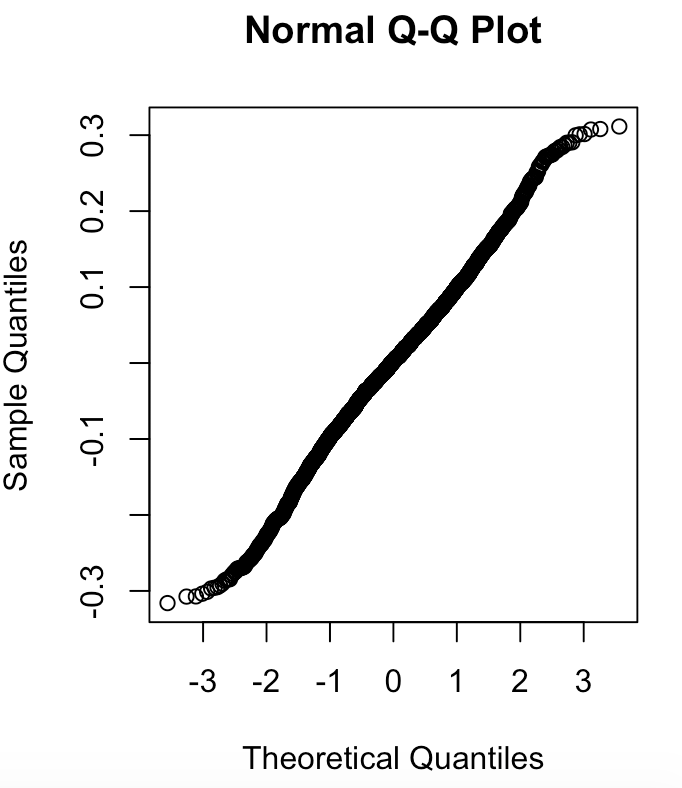 Normal Q-Q Plot
Sample Quantiles
0.3
0.2
0.1
-0.1
-0.3
-3 -2 -1 0 1 2 3
Theoretical Quantiles